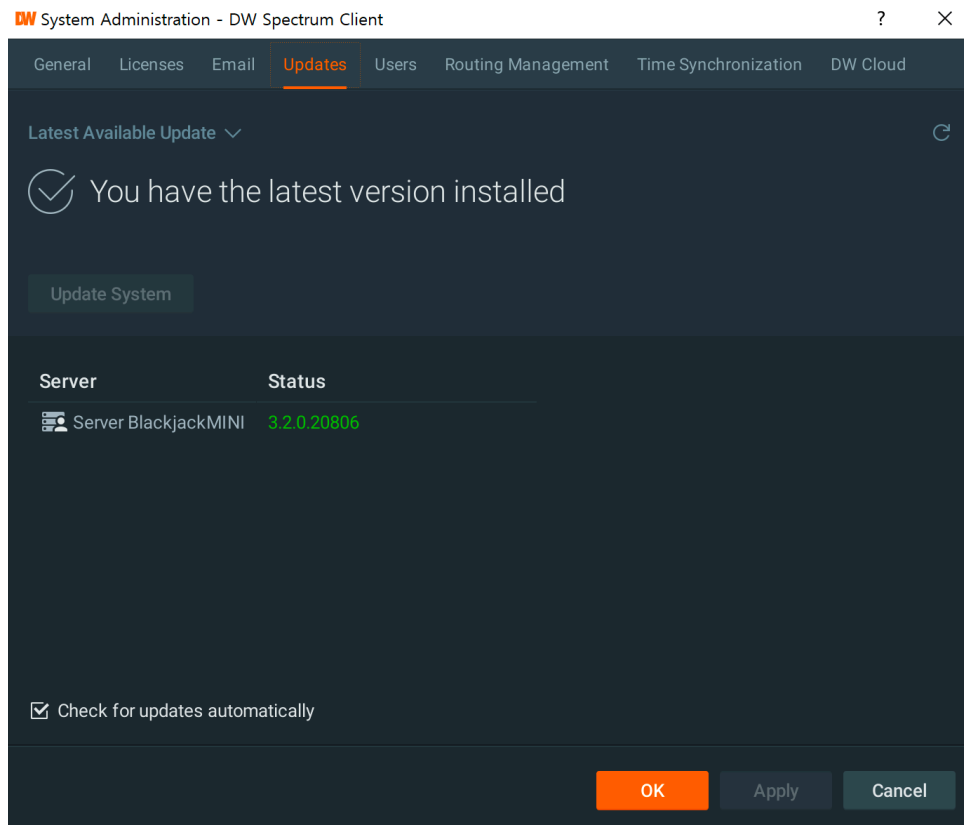 DW System Administration - DW Spectrum Client ?
General Licenses Email Updates Users Routing Management Time Synchronization DW Cloud
Latest Available Update
You have the latest version installed
Update System
Server Status
Server BlackjackMINI 3.2.0.20806
Check for updates automatically
OK Apply Cancel